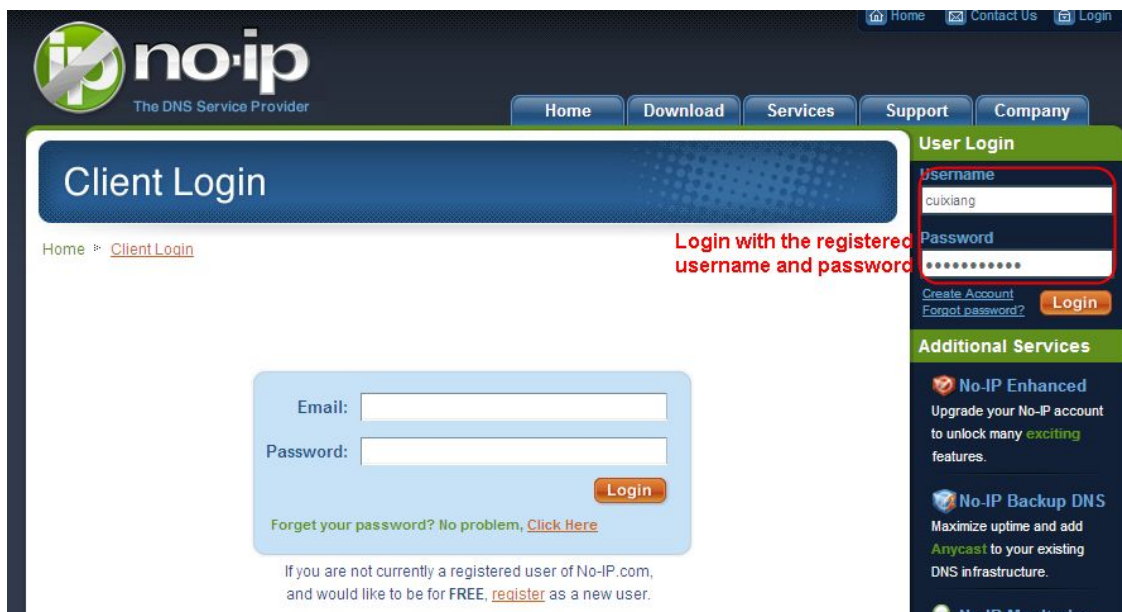 Home Contact Us Login
no·ip
The DNS Service Provider
Home Download Services Support Company
Client Login
Home Client Login
Login with the registered
username and password
Email:
Password:
Login
Forget your password? No problem, Click Here
If you are not currently a registered user of No-IP.com,
and would like to be for FREE, register as a new user.
User Login
Username
cuixiang
Password
•••••••••••
Create Account
Forgot password?
Login
Additional Services
No-IP Enhanced
Upgrade your No-IP account
to unlock many exciting
features.
No-IP Backup DNS
Maximize uptime and add
Anycast to your existing
DNS infrastructure.